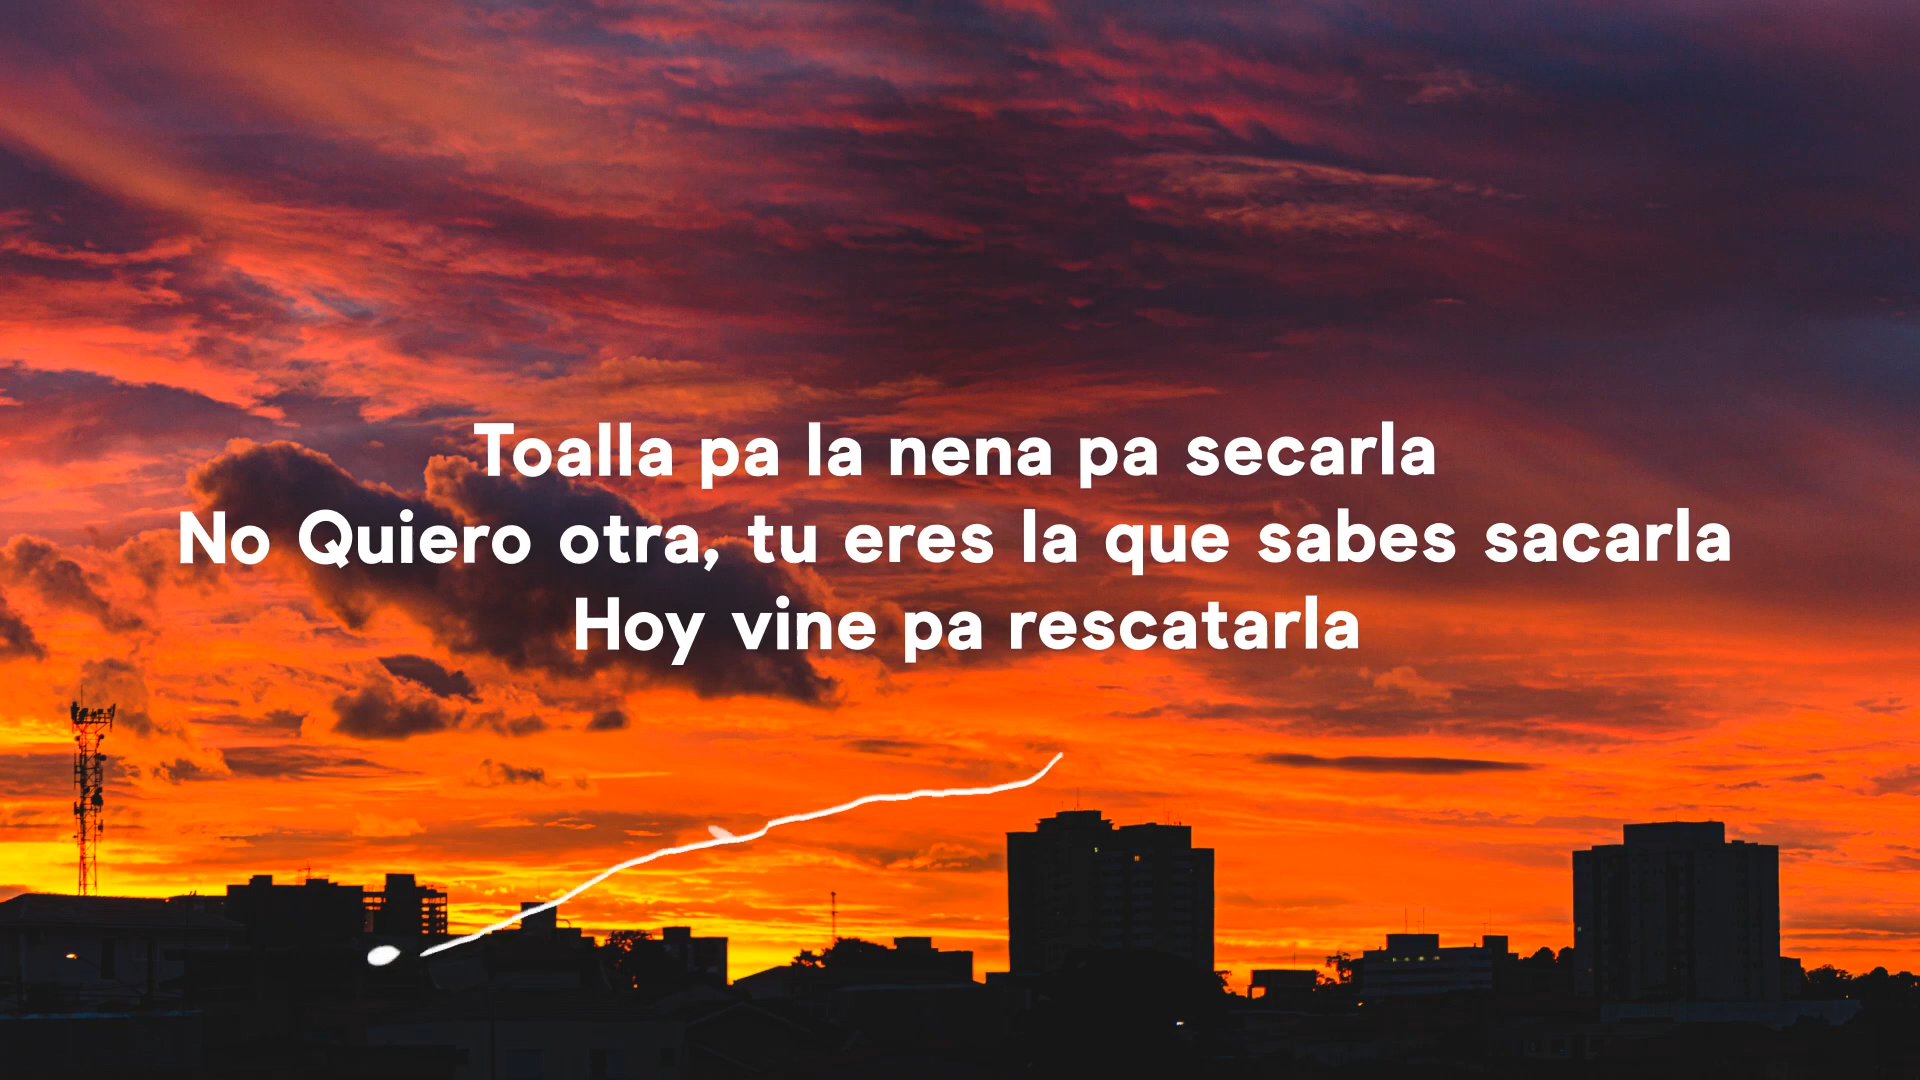 Toalla pa la nena pa secarla
No Quiero otra, tu eres la que sabes sacarla
Hoy vine pa rescatarla